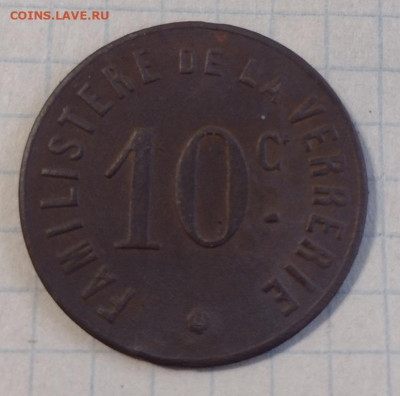 COINS.LAVE.RU
FAMILISTERE DE LA VERRERIE
10 C.